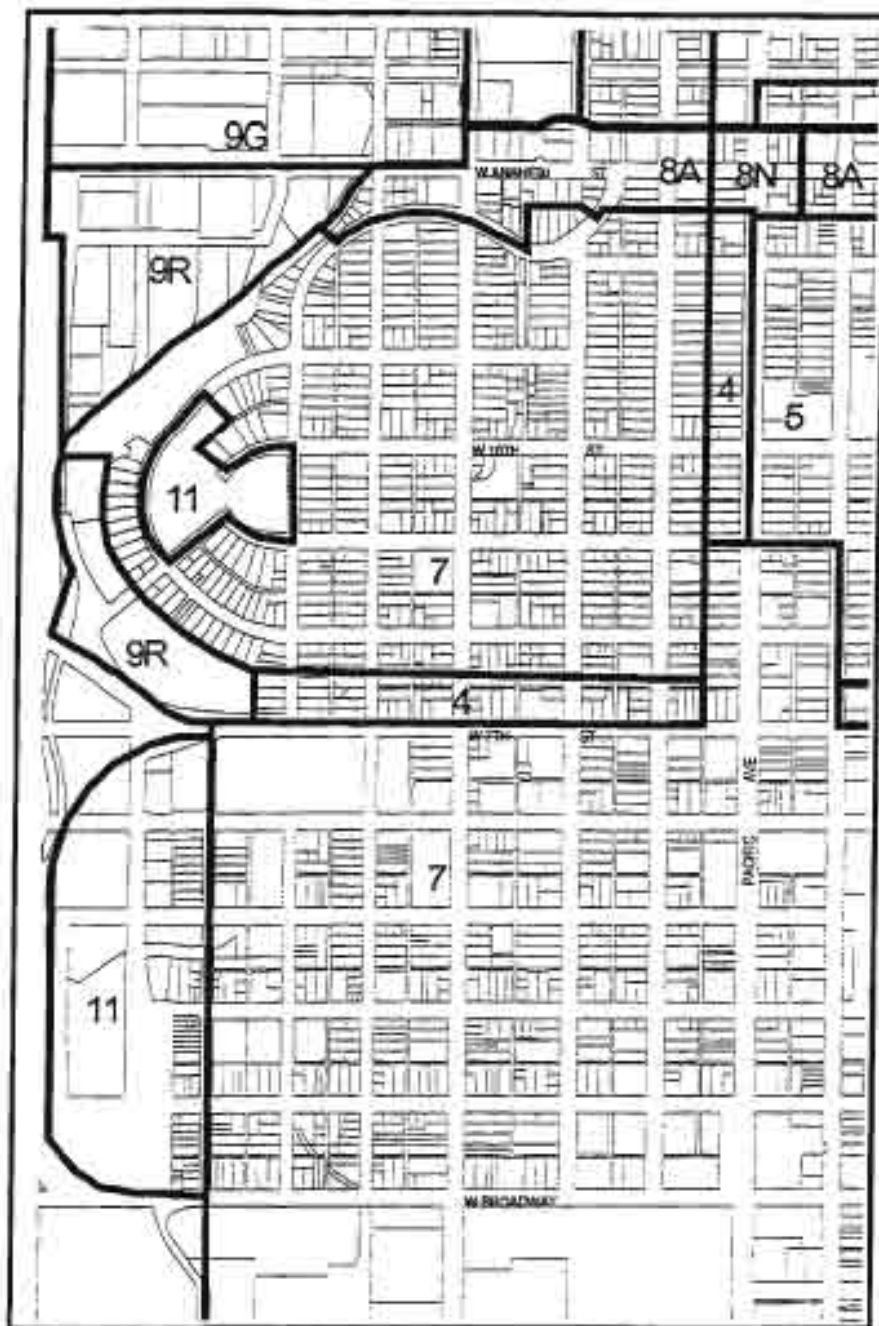 9G
W ANAHEIM ST
8A
8N
8A
9R
4
5
W 10TH ST
11
7
9R
4
W 7TH ST
PACIFIC AVE
7
11
W BROADWAY